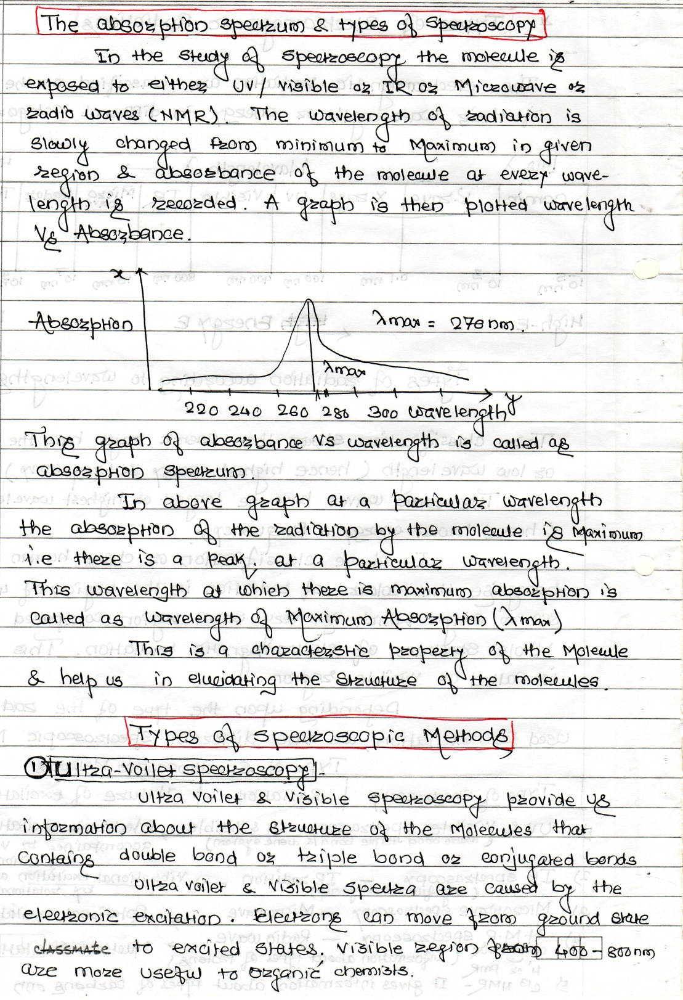 The absorption spectrum & types of Spectroscopy
In the study of spectroscopy the molecule is
exposed to either UV/ visible or IR or Microwave or
radio waves (NMR). The wavelength of radiation is
slowly changed from minimum to Maximum in given
region & absorbance of the molecule at every wave-
length is recorded. A graph is then plotted wavelength
Vs Absorbance.
x
Absorption
λmax = 270 nm.
λmax
220 240 260 280 300 wavelength y
This graph of absorbance vs wavelength is called as
absorption spectrum.
In above graph at a particular wavelength
the absorption of the radiation by the molecule is Maximum
i.e there is a peak. at a particular wavelength.
This wavelength at which there is maximum absorption is
called as wavelength of Maximum Absorption (λmax)
This is a characterstic property of the Molecule
& help us in elucidating the structure of the molecules.
Types of spectroscopic Methods
1 Ultra-Voilet spectroscopy -
Ultra voilet & Visible spectroscopy provide us
information about the structure of the Molecules that
contains double bond or triple bond or conjugated bonds
Ultra voilet & visible spectra are caused by the
electronic excitation. Electrons can move from ground state
classmate to excited states. visible region from 400-800nm
are more useful to organic chemists.